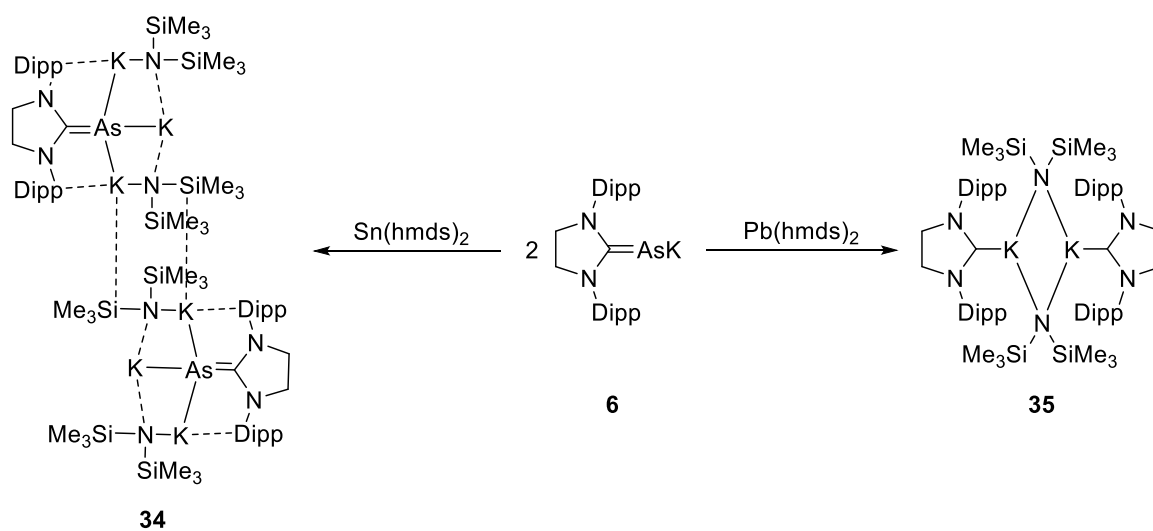 SiMe3
Dipp K N SiMe3
N
As K
N
Dipp K N SiMe3
SiMe3
SiMe3
Me3Si N K Dipp
N
K As
N
Me3Si N K Dipp
SiMe3
34
Sn(hmds)2
2
Dipp
N
AsK
N
Dipp
6
Pb(hmds)2
Me3Si SiMe3
Dipp N Dipp
N N
K K
N N
Dipp N Dipp
Me3Si SiMe3
35